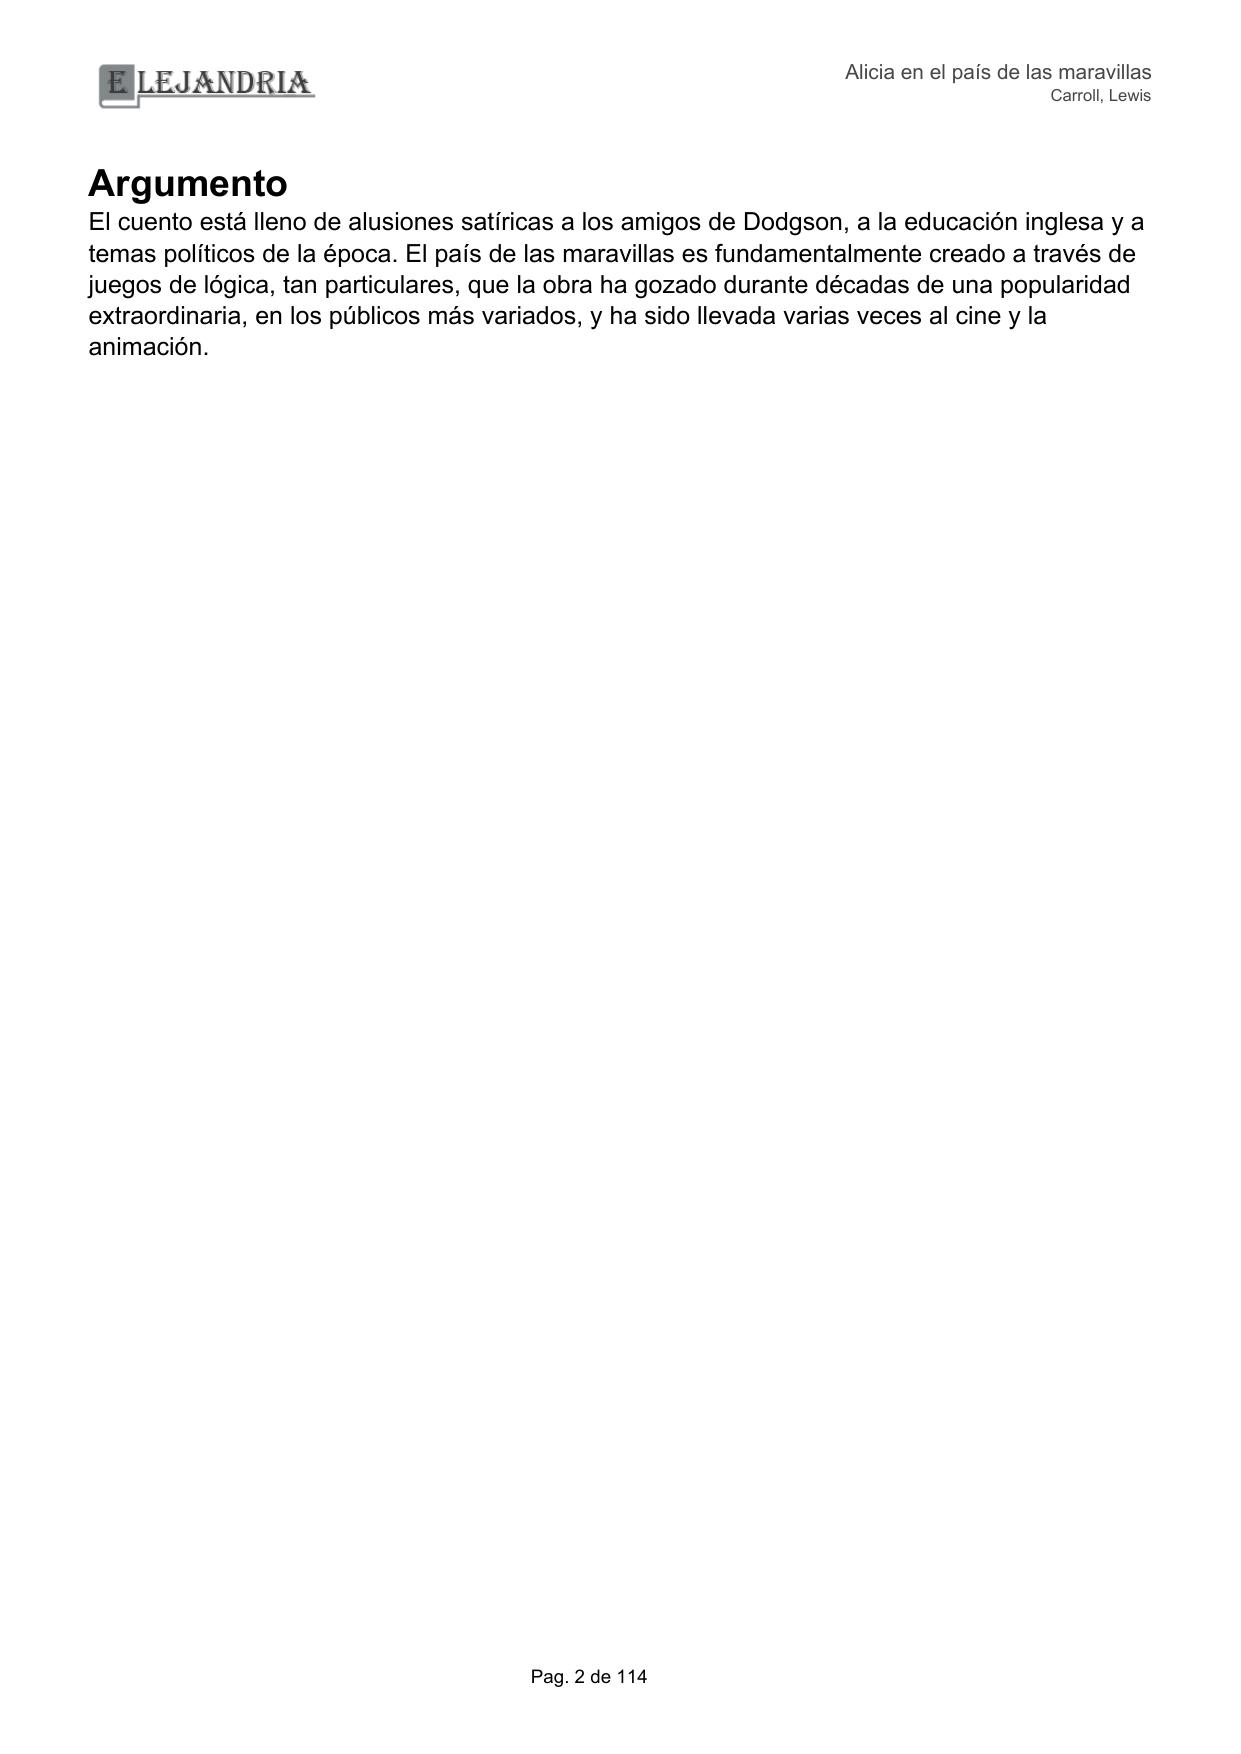 ELEJANDRIA
Alicia en el país de las maravillas
Carroll, Lewis
Argumento
El cuento está lleno de alusiones satíricas a los amigos de Dodgson, a la educación inglesa y a
temas políticos de la época. El país de las maravillas es fundamentalmente creado a través de
juegos de lógica, tan particulares, que la obra ha gozado durante décadas de una popularidad
extraordinaria, en los públicos más variados, y ha sido llevada varias veces al cine y la
animación.
Pag. 2 de 114